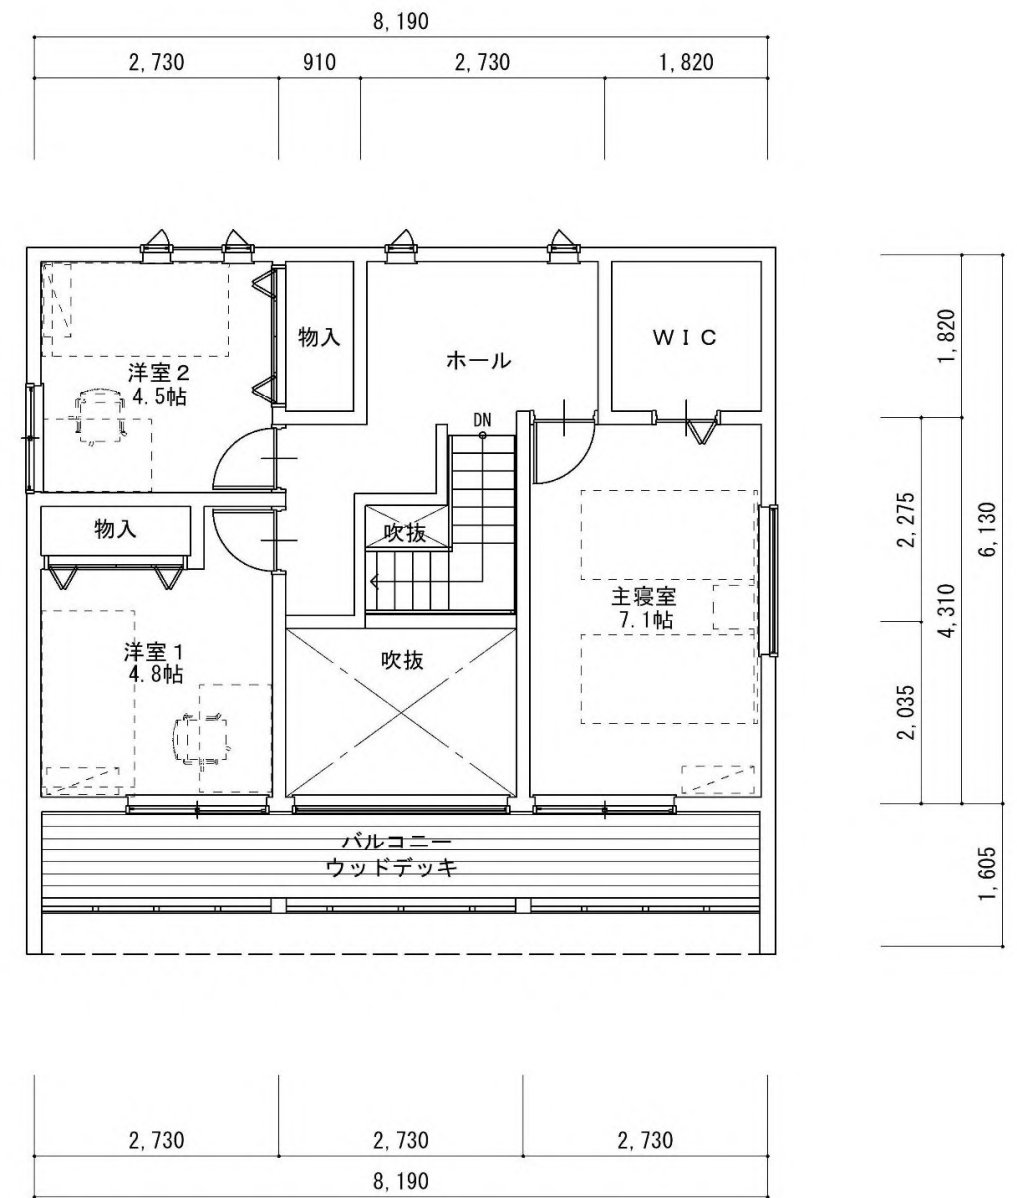 8,190
2,730
910
2,730
1,820
物入
WIC
ホール
洋室2
4.5帖
DN
物入
吹抜
主寝室
7.1帖
洋室1
4.8帖
吹抜
バルコニー
ウッドデッキ
1,820
2,275
6,130
4,310
2,035
1,605
2,730
2,730
2,730
8,190